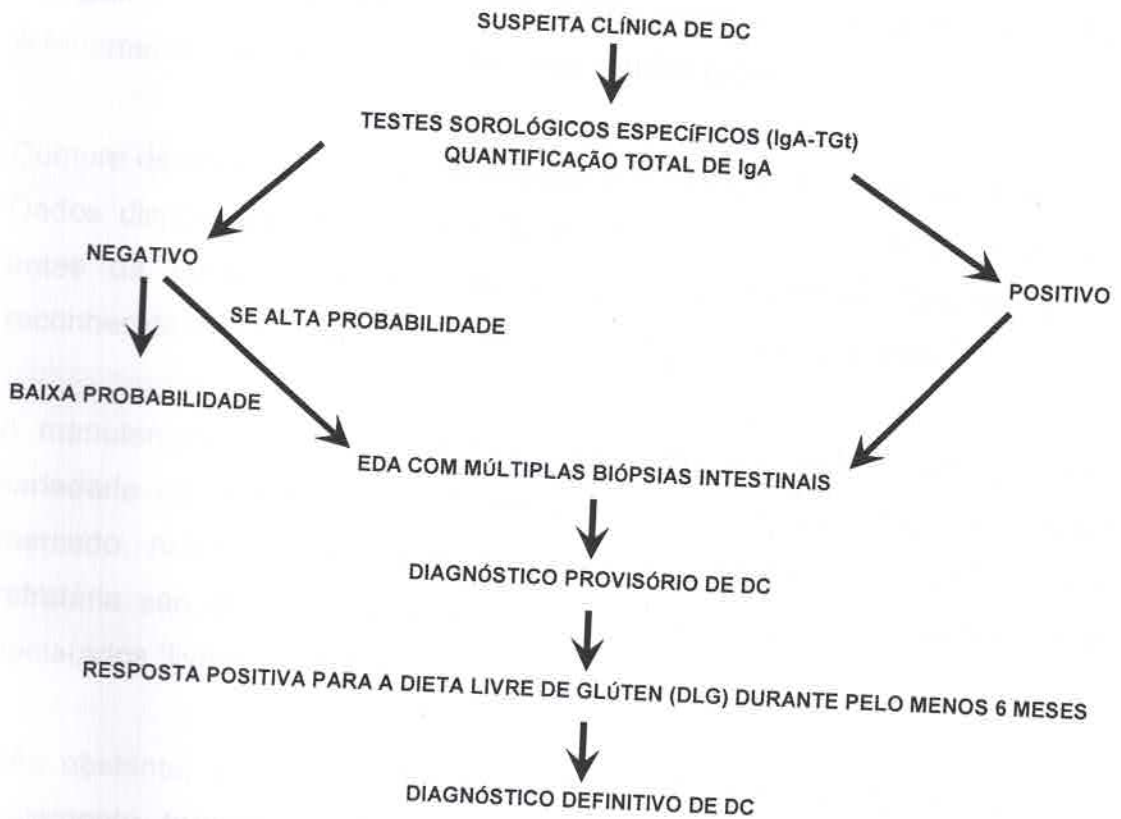 SUSPEITA CLÍNICA DE DC
TESTES SOROLÓGICOS ESPECÍFICOS (IgA-TGt)
QUANTIFICAÇÃO TOTAL DE IgA
NEGATIVO
POSITIVO
SE ALTA PROBABILIDADE
BAIXA PROBABILIDADE
EDA COM MÚLTIPLAS BIÓPSIAS INTESTINAIS
DIAGNÓSTICO PROVISÓRIO DE DC
RESPOSTA POSITIVA PARA A DIETA LIVRE DE GLÚTEN (DLG) DURANTE PELO MENOS 6 MESES
DIAGNÓSTICO DEFINITIVO DE DC